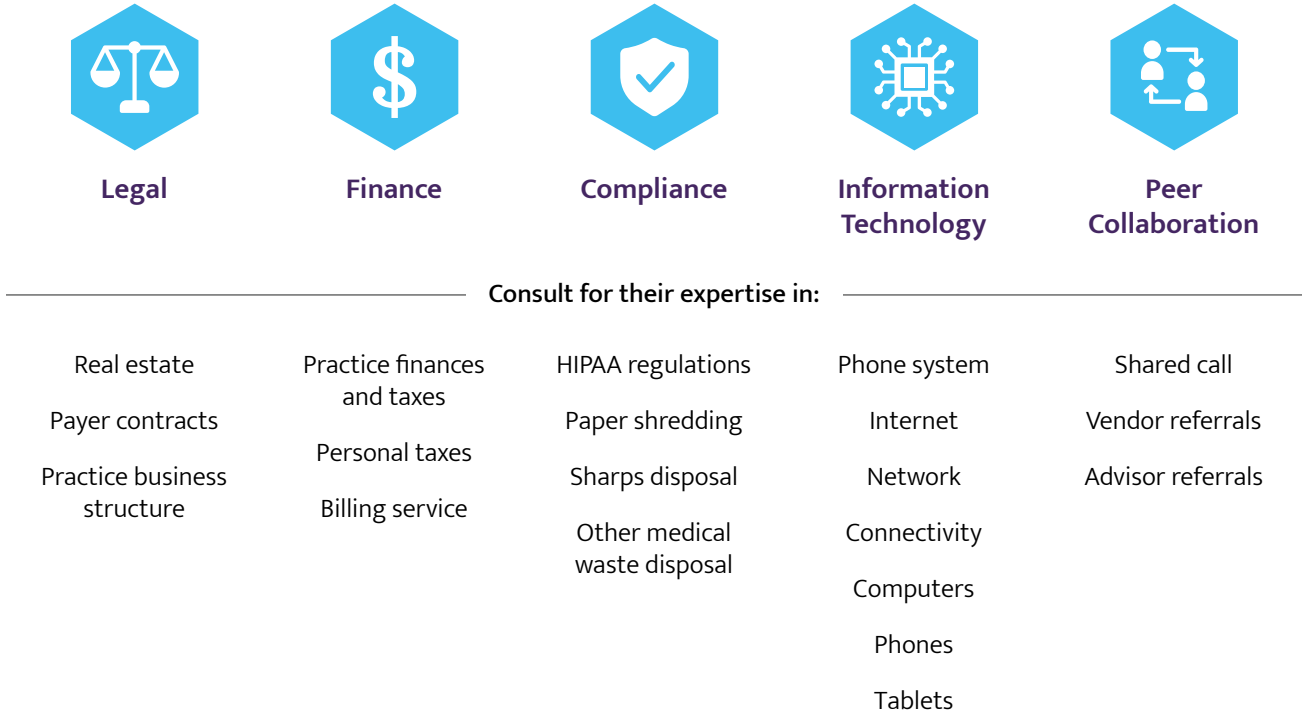 Legal
Finance
Compliance
Information
Technology
Peer
Collaboration
Consult for their expertise in:
Real estate
Payer contracts
Practice business
structure
Practice finances
and taxes
Personal taxes
Billing service
HIPAA regulations
Paper shredding
Sharps disposal
Other medical
waste disposal
Phone system
Internet
Network
Connectivity
Computers
Phones
Tablets
Shared call
Vendor referrals
Advisor referrals